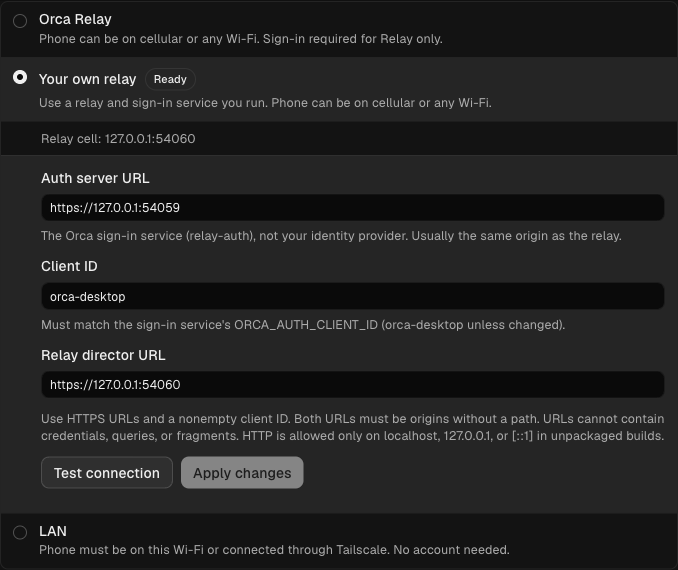 Orca Relay
Phone can be on cellular or any Wi-Fi. Sign-in required for Relay only.
Your own relay Ready
Use a relay and sign-in service you run. Phone can be on cellular or any Wi-Fi.
Relay cell: 127.0.0.1:54060
Auth server URL
https://127.0.0.1:54059
The Orca sign-in service (relay-auth), not your identity provider. Usually the same origin as the relay.
Client ID
orca-desktop
Must match the sign-in service's ORCA_AUTH_CLIENT_ID (orca-desktop unless changed).
Relay director URL
https://127.0.0.1:54060
Use HTTPS URLs and a nonempty client ID. Both URLs must be origins without a path. URLs cannot contain
credentials, queries, or fragments. HTTP is allowed only on localhost, 127.0.0.1, or [::1] in unpackaged builds.
Test connection Apply changes
LAN
Phone must be on this Wi-Fi or connected through Tailscale. No account needed.